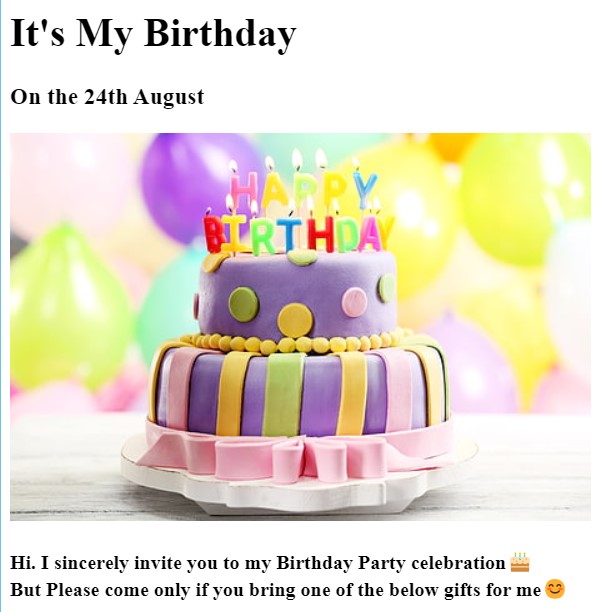 It's My Birthday
On the 24th August
HAPPY
BIRTHDAY
Hi. I sincerely invite you to my Birthday Party celebration🎂
But Please come only if you bring one of the below gifts for me😊